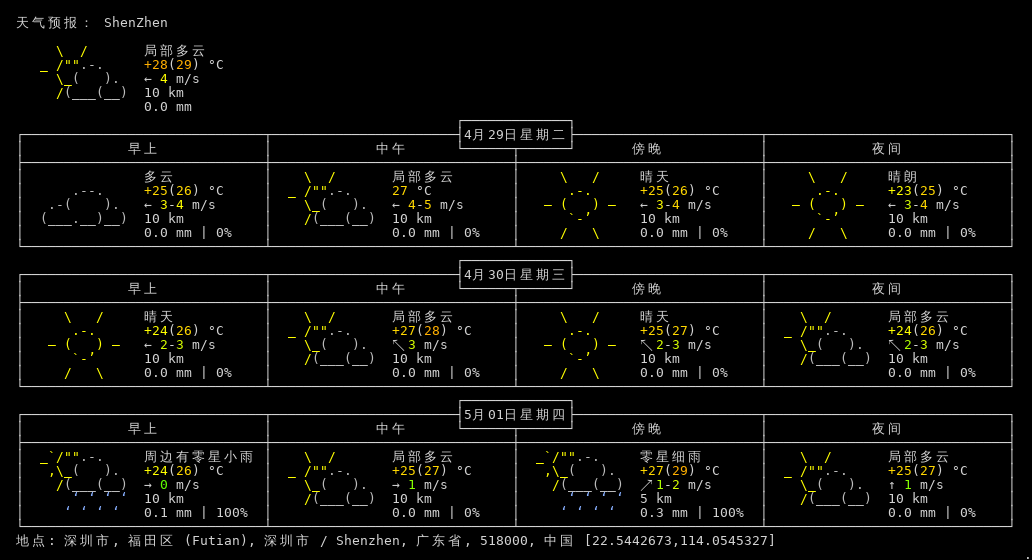 天气预报： ShenZhen
局部多云
+28(29) °C
← 4 m/s
10 km
0.0 mm
4月29日星期二
早上 中午 傍晚 夜间
多云 局部多云 晴天 晴朗
+25(26) °C 27 °C +25(26) °C +23(25) °C
← 3-4 m/s ← 4-5 m/s ← 3-4 m/s ← 3-4 m/s
10 km 10 km 10 km 10 km
0.0 mm | 0% 0.0 mm | 0% 0.0 mm | 0% 0.0 mm | 0%
4月30日星期三
早上 中午 傍晚 夜间
晴天 局部多云 晴天 局部多云
+24(26) °C +27(28) °C +25(27) °C +24(26) °C
← 2-3 m/s ↖ 3 m/s ↖ 2-3 m/s ↖ 2-3 m/s
10 km 10 km 10 km 10 km
0.0 mm | 0% 0.0 mm | 0% 0.0 mm | 0% 0.0 mm | 0%
5月01日星期四
早上 中午 傍晚 夜间
周边有零星小雨 局部多云 零星细雨 局部多云
+24(26) °C +25(27) °C +27(29) °C +25(27) °C
→ 0 m/s → 1 m/s ↗ 1-2 m/s ↑ 1 m/s
10 km 10 km 5 km 10 km
0.1 mm | 100% 0.0 mm | 0% 0.3 mm | 100% 0.0 mm | 0%
地点: 深圳市, 福田区 (Futian), 深圳市 / Shenzhen, 广东省, 518000, 中国 [22.5442673,114.0545327]